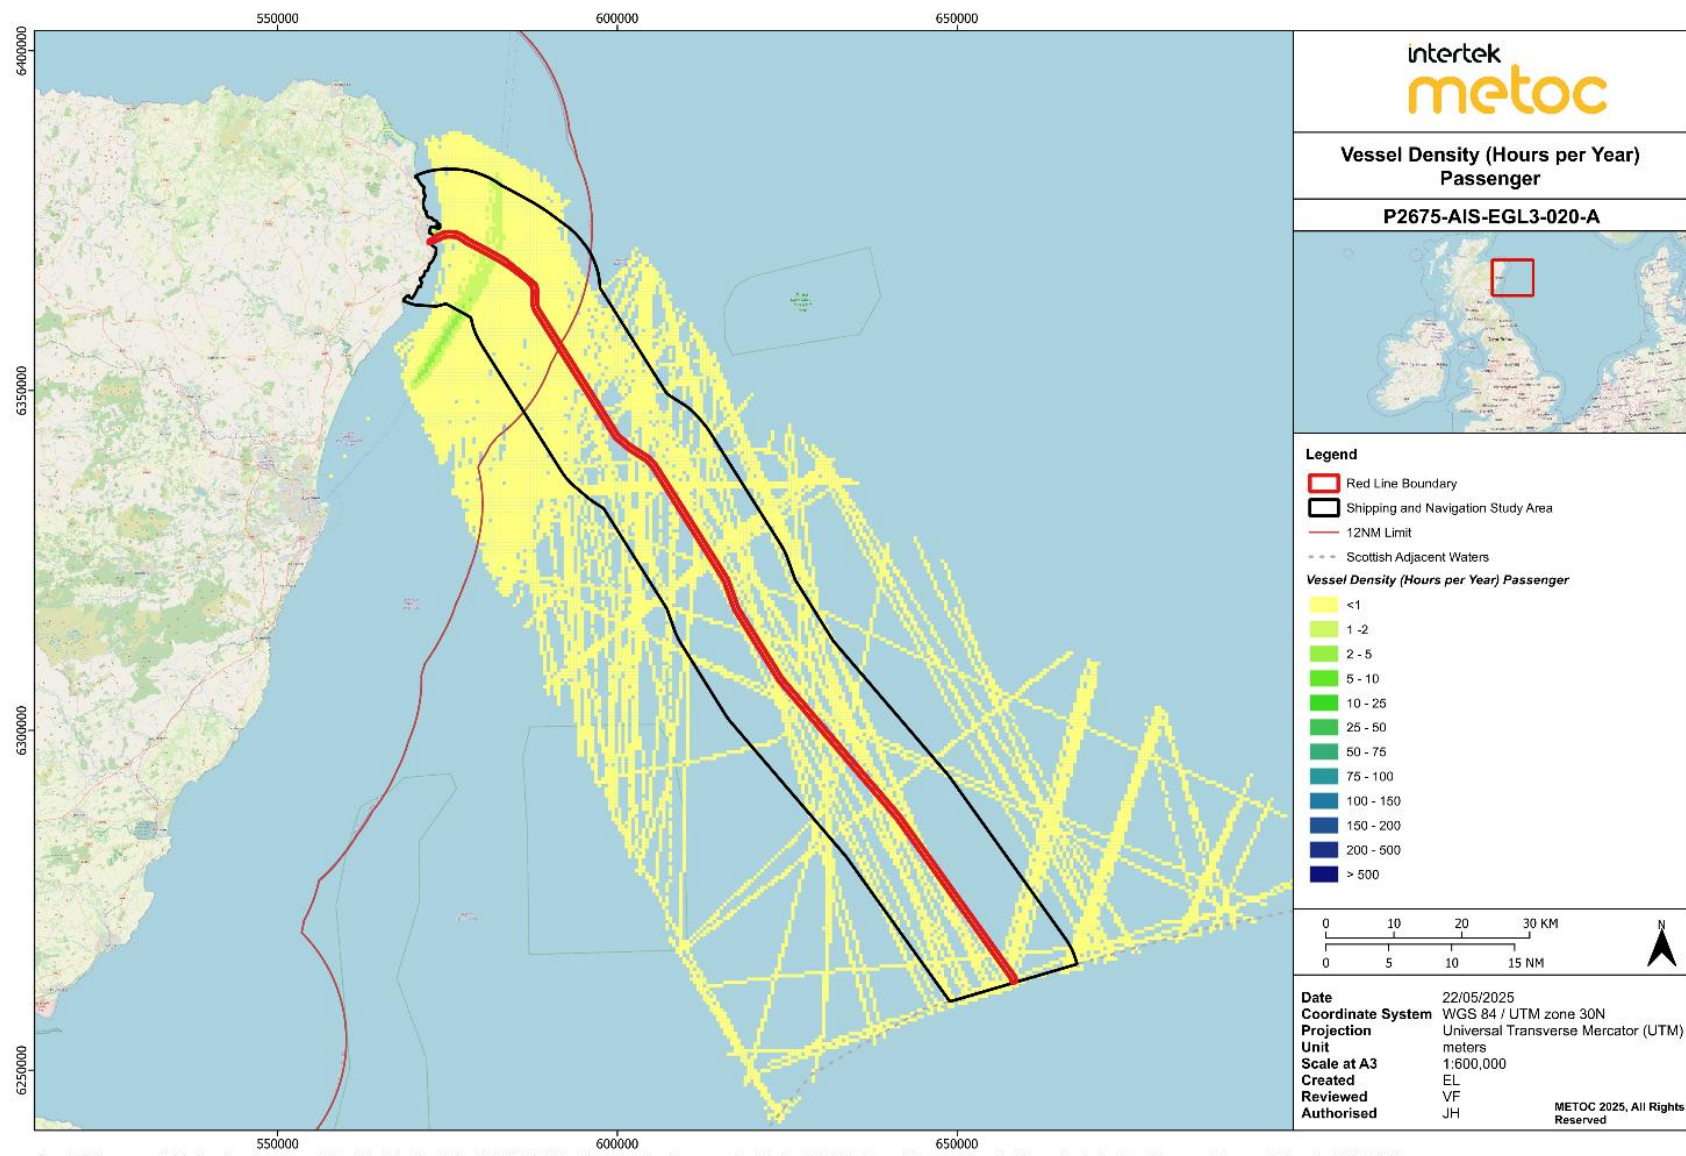 550000
600000
650000
6400000
6350000
6300000
6250000
550000
600000
650000
intertek
metoc
Vessel Density (Hours per Year)
Passenger
P2675-AIS-EGL3-020-A
Legend
Red Line Boundary
Shipping and Navigation Study Area
12NM Limit
Scottish Adjacent Waters
Vessel Density (Hours per Year) Passenger
<1
1 -2
2 - 5
5 - 10
10 - 25
25 - 50
50 - 75
75 - 100
100 - 150
150 - 200
200 - 500
> 500
0 10 20 30 KM
0 5 10 15 NM
N
Date 22/05/2025
Coordinate System WGS 84 / UTM zone 30N
Projection Universal Transverse Mercator (UTM)
Unit meters
Scale at A3 1:600,000
Created EL
Reviewed VF
Authorised JH
METOC 2025, All Rights
Reserved